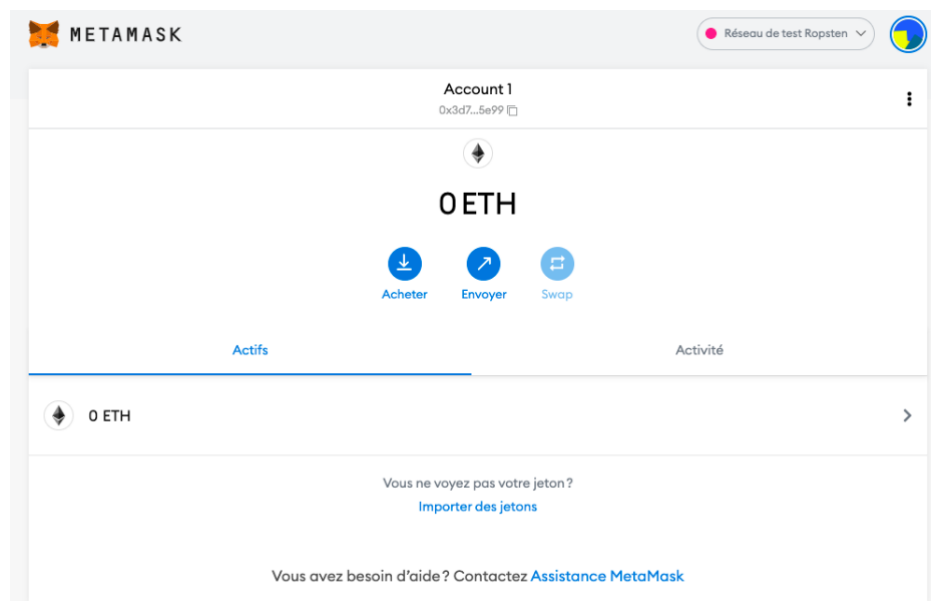 METAMASK
Réseau de test Ropsten
Account 1
0x3d7...5e99
0 ETH
Acheter Envoyer Swap
Actifs Activité
0 ETH
Vous ne voyez pas votre jeton ?
Importer des jetons
Vous avez besoin d'aide ? Contactez Assistance MetaMask